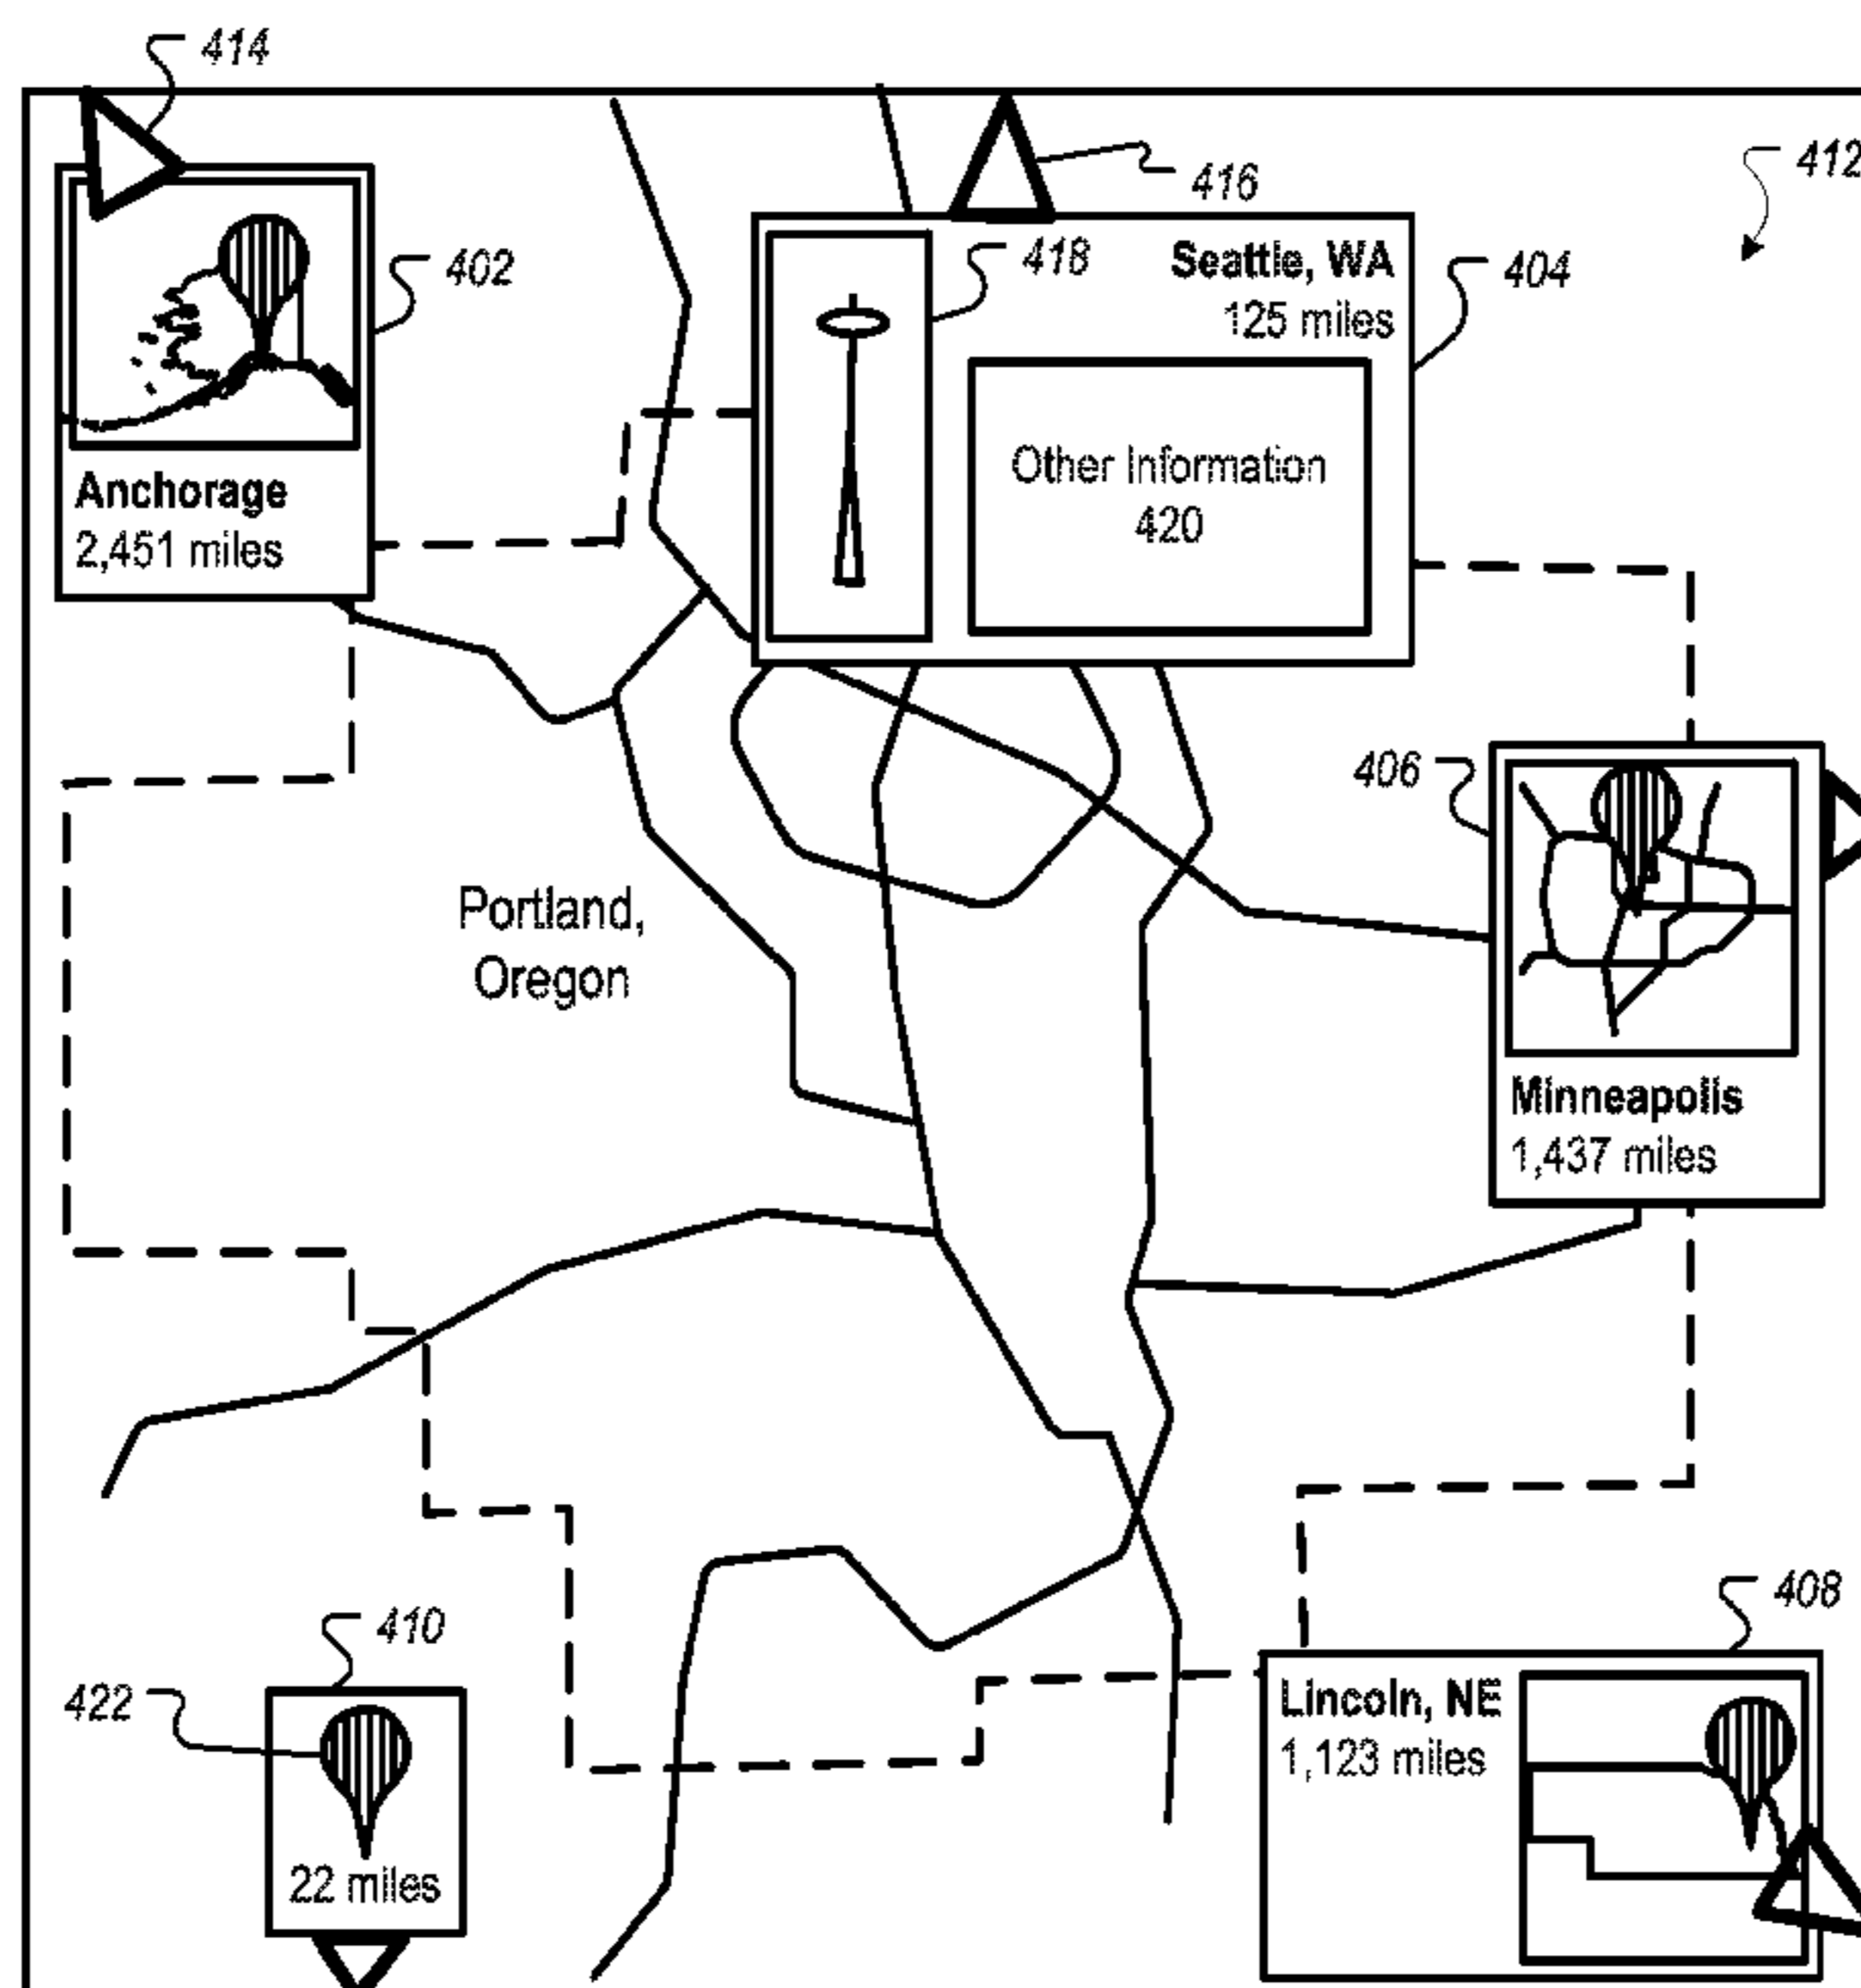 414
416
412
402
418
Seattle, WA
125 miles
404
Other Information
420
Anchorage
2,451 miles
406
Portland,
Oregon
Minneapolis
1,437 miles
408
410
422
22 miles
Lincoln, NE
1,123 miles